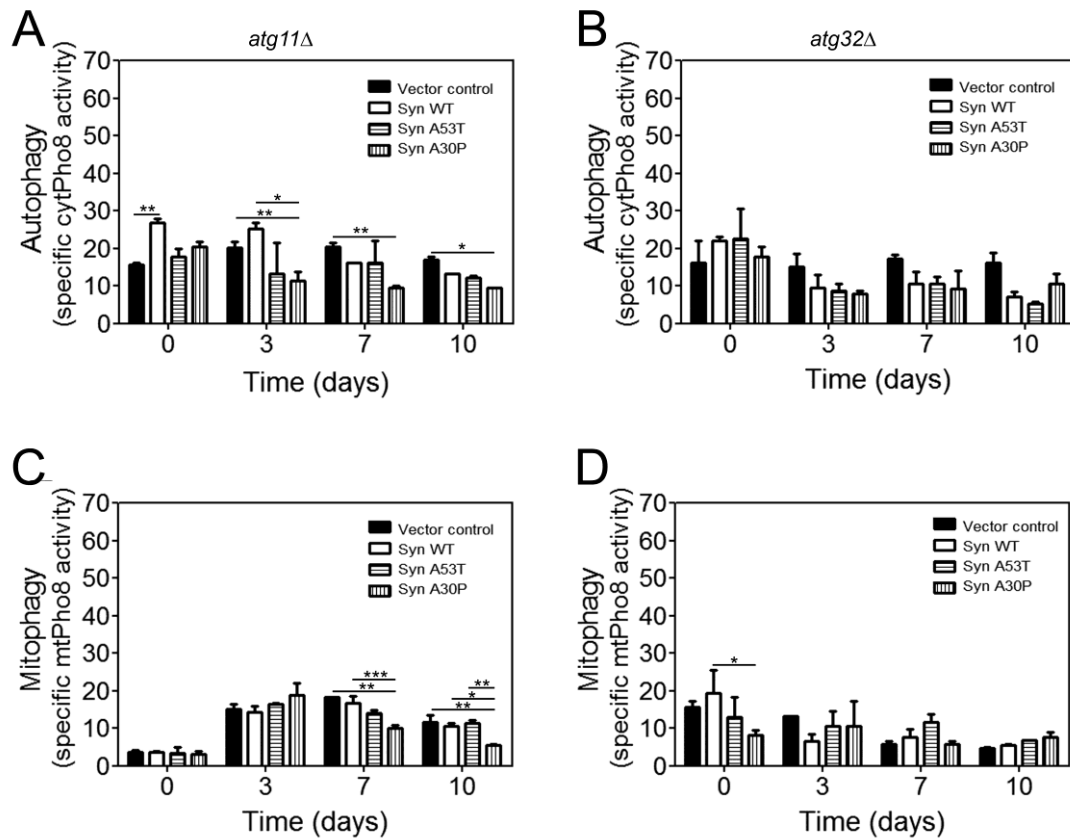 A
atg11Δ
Autophagy
(specific cytPho8 activity)
70
60
50
40
30
20
10
0
Vector control
Syn WT
Syn A53T
Syn A30P
**
*
**
**
*
0 3 7 10
Time (days)
B
atg32Δ
Autophagy
(specific cytPho8 activity)
70
60
50
40
30
20
10
0
Vector control
Syn WT
Syn A53T
Syn A30P
0 3 7 10
Time (days)
C
Mitophagy
(specific mtPho8 activity)
70
60
50
40
30
20
10
0
Vector control
Syn WT
Syn A53T
Syn A30P
***
**
**
*
**
0 3 7 10
Time (days)
D
Mitophagy
(specific mtPho8 activity)
70
60
50
40
30
20
10
0
Vector control
Syn WT
Syn A53T
Syn A30P
*
0 3 7 10
Time (days)